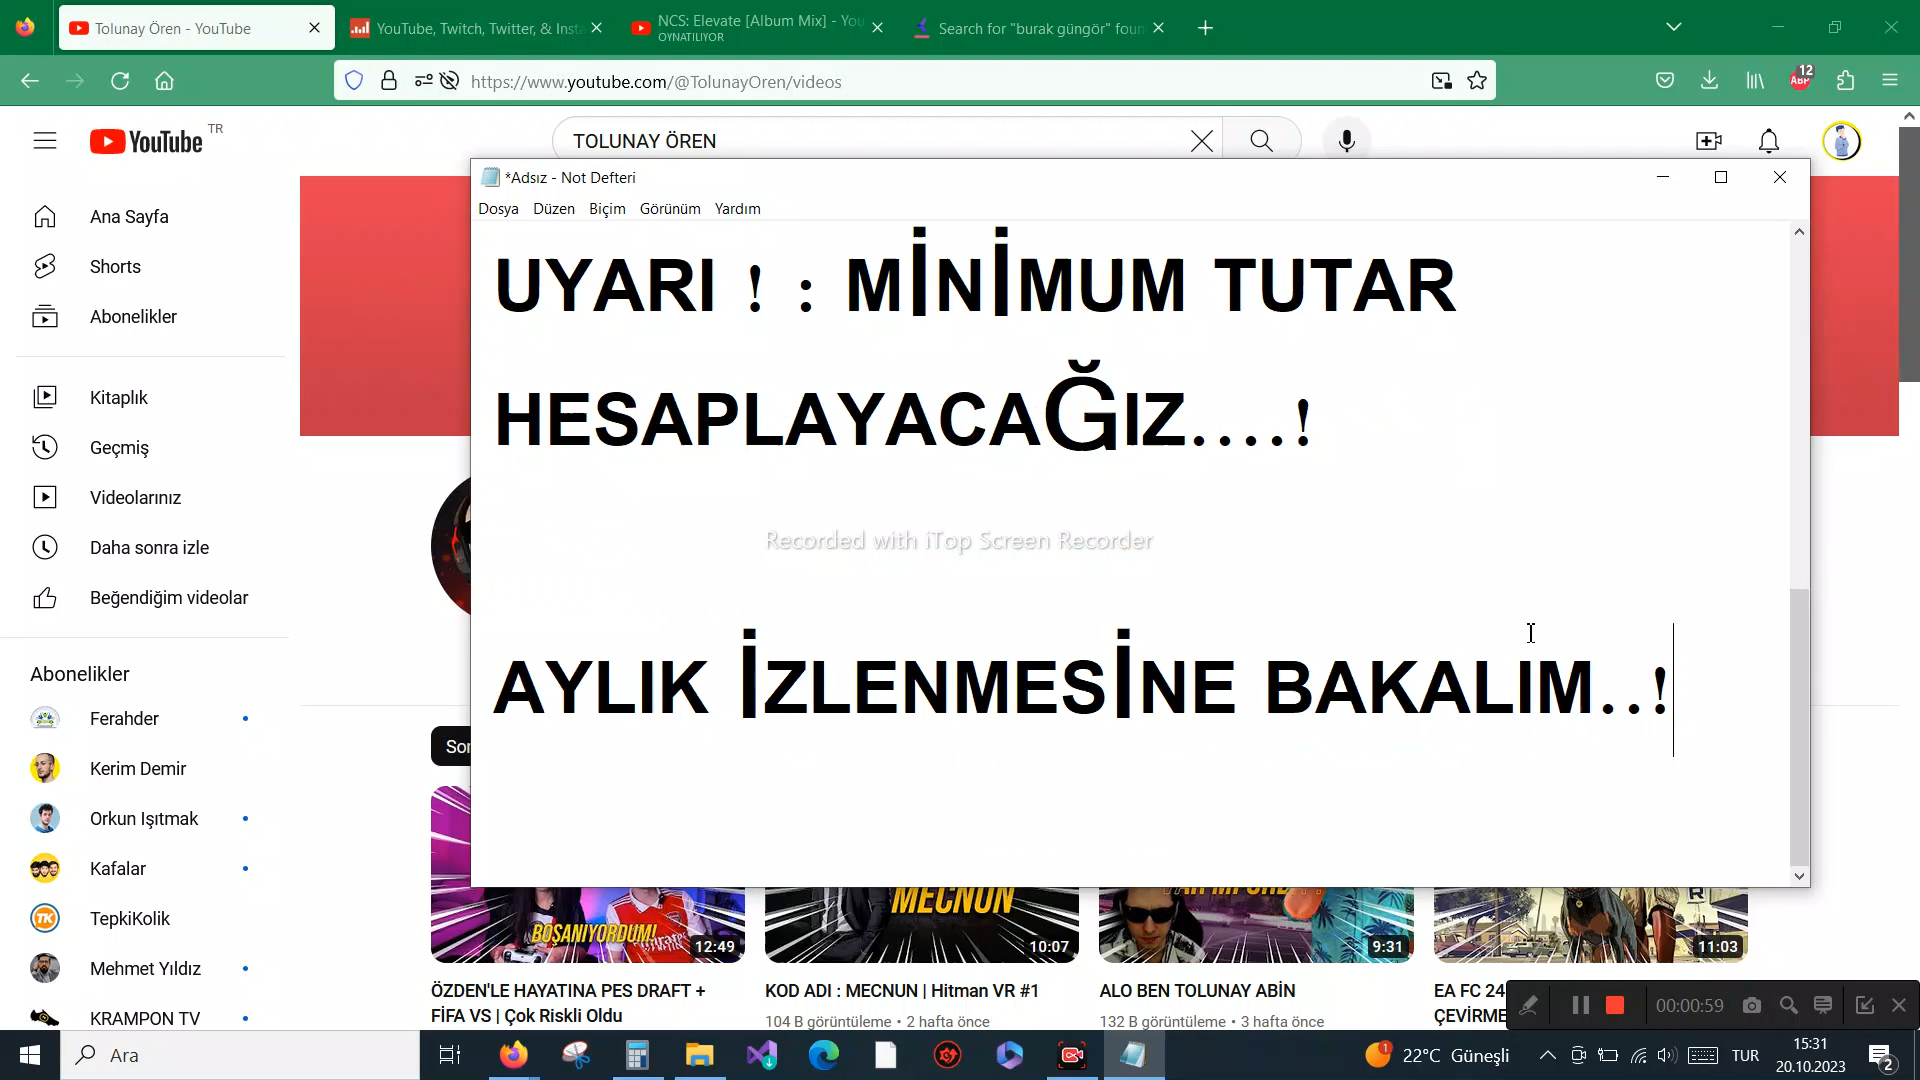 Tolunay Ören - YouTube
YouTube, Twitch, Twitter, & Insta
NCS: Elevate [Album Mix] - You
OYNATILIYOR
Search for "burak güngör" foun
https://www.youtube.com/@TolunayOren/videos
12
ABP
YouTube TR
TOLUNAY ÖREN
*Adsız - Not Defteri
Dosya Düzen Biçim Görünüm Yardım
UYARI ! : MİNİMUM TUTAR
HESAPLAYACAĞIZ....!
Recorded with iTop Screen Recorder
AYLIK İZLENMESİNE BAKALIM..!
Ana Sayfa
Shorts
Abonelikler
Kitaplık
Geçmiş
Videolarınız
Daha sonra izle
Beğendiğim videolar
Abonelikler
Ferahder
Kerim Demir
Orkun Işıtmak
Kafalar
TepkiKolik
Mehmet Yıldız
KRAMPON TV
Son
BOŞANIYORDUM!
12:49
MECNUN
10:07
9:31
11:03
ÖZDEN'LE HAYATINA PES DRAFT +
FİFA VS | Çok Riskli Oldu
KOD ADI : MECNUN | Hitman VR #1
104 B görüntüleme • 2 hafta önce
ALO BEN TOLUNAY ABİN
132 B görüntüleme • 3 hafta önce
EA FC 24
ÇEVİRME
00:00:59
Ara
1
22°C Güneşli
TUR
15:31
20.10.2023
2